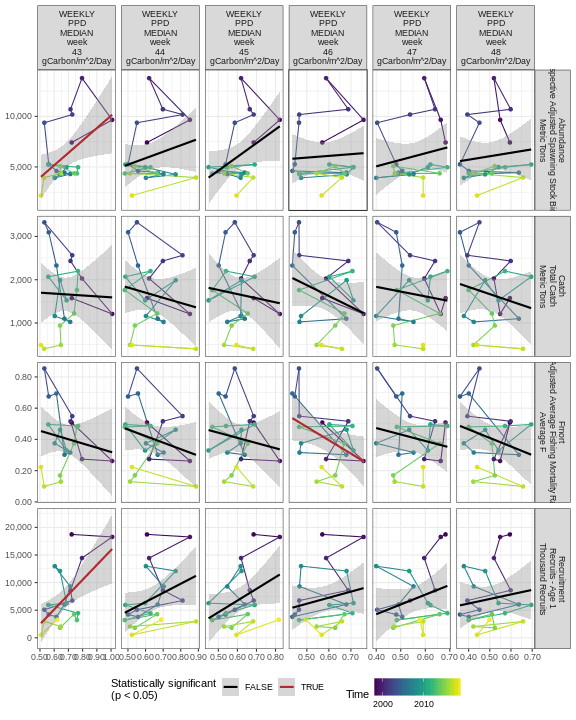 WEEKLY WEEKLY WEEKLY WEEKLY WEEKLY WEEKLY
PPD PPD PPD PPD PPD PPD
MEDIAN MEDIAN MEDIAN MEDIAN MEDIAN MEDIAN
week week week week week week
43 44 45 46 47 48
gCarbon/m^2/Day gCarbon/m^2/Day gCarbon/m^2/Day gCarbon/m^2/Day gCarbon/m^2/Day gCarbon/m^2/Day
10,000
5,000
Abundance
Adjusted Spawning Stock
Metric Tons
3,000
2,000
1,000
Catch
Total Catch
Metric Tons
0.80
0.60
0.40
0.20
0.00
Fmort
Adjusted Average Fishing Mortality
Average F
20,000
15,000
10,000
5,000
0
Recruitment
Recruits - Age 1
Thousand Recruits
0.50 0.60 0.70 0.80 0.90 1.00 0.50 0.60 0.70 0.80 0.90 0.50 0.60 0.70 0.80 0.50 0.60 0.70 0.40 0.50 0.60 0.70 0.40 0.50 0.60 0.70
Statistically significant
(p < 0.05)
FALSE TRUE
Time
2000 2010